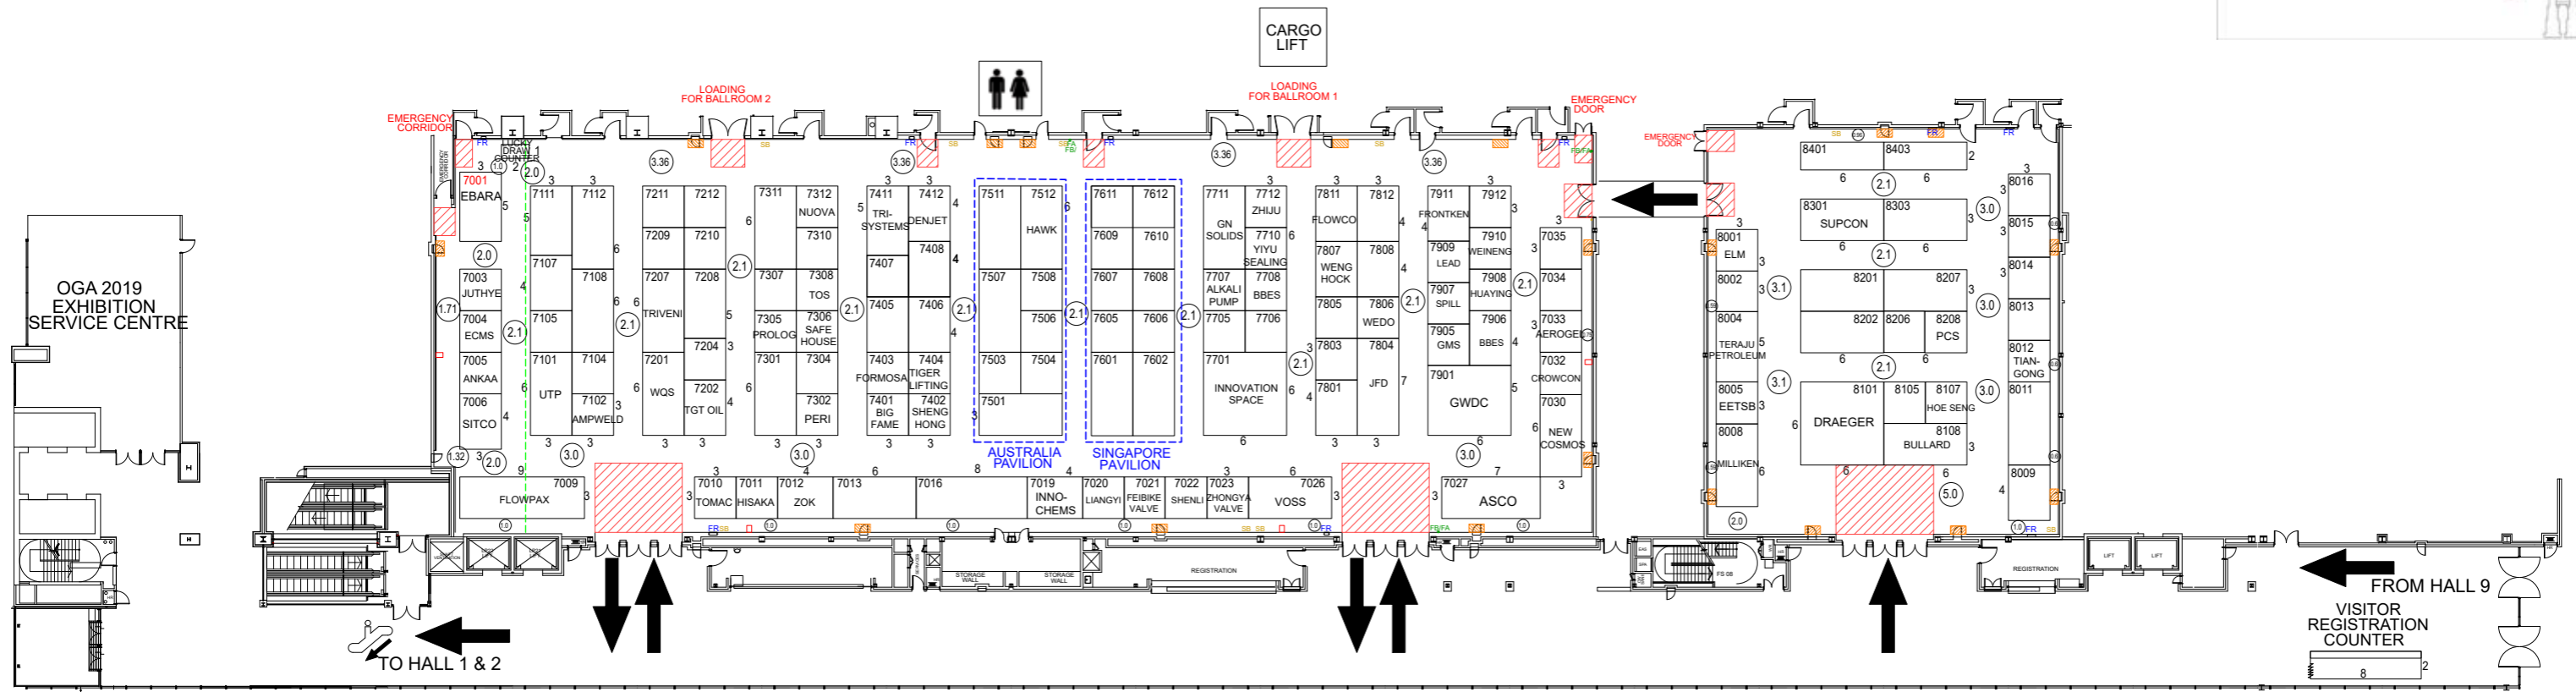 CARGO
LIFT
LOADING
FOR BALLROOM 2
LOADING
FOR BALLROOM 1
EMERGENCY
CORRIDOR
EMERGENCY
DOOR
EMERGENCY
DOOR
LUCKY
DRAW 1
COUNTER
OGA 2019
EXHIBITION
SERVICE CENTRE
7001
EBARA
7003
JUTHYE
7004
ECMS
7005
ANKAA
7006
SITCO
7009
FLOWPAX
7111
7112
7107
7108
7105
7101
UTP
7104
7102
AMPWELD
7211
7212
7209
7210
7207
TRIVENI
7208
7204
7201
WQS
7202
TGT OIL
7311
7312
NUOVA
7310
7307
7308
TOS
7305
PROLOG
7306
SAFE
HOUSE
7301
7304
7302
PERI
7411
TRI-
SYSTEMS
7412
DENJET
7407
7408
7405
7406
7403
FORMOSA
7404
TIGER
LIFTING
7401
BIG
FAME
7402
SHENG
HONG
7511
7512
HAWK
7507
7508
7506
7503
7504
7501
AUSTRALIA
PAVILION
7611
7612
7609
7610
7607
7608
7605
7606
7601
7602
SINGAPORE
PAVILION
7711
GN
SOLIDS
7712
ZHIJU
7710
YIYU
SEALING
7707
ALKALI
PUMP
7708
BBES
7705
7706
7701
INNOVATION
SPACE
7811
FLOWCO
7812
7807
WENG
HOCK
7808
7805
7806
WEDO
7803
7804
JFD
7801
7911
FRONTKEN
7912
7909
LEAD
7910
WEINENG
7907
SPILL
7908
HUAYING
7905
GMS
7906
BBES
7901
GWDC
7035
7034
7033
AEROGEL
7032
CROWCON
7030
NEW
COSMOS
7010
TOMAC
7011
HISAKA
7012
ZOK
7013
7016
7019
INNO-
CHEMS
7020
LIANGYI
7021
FEIBIKE
VALVE
7022
SHENLI
7023
ZHONGYA
VALVE
7026
VOSS
7027
ASCO
8001
ELM
8002
8004
TERAJU
PETROLEUM
8005
EETSB
8008
MILLIKEN
8401
8403
8301
SUPCON
8303
8201
8207
8202
8206
8208
PCS
8101
DRAEGER
8105
8107
HOE SENG
8108
BULLARD
8016
8015
8014
8013
8012
TIAN-
GONG
8011
8009
STORAGE
WALL
STORAGE
WALL
REGISTRATION
FS 08
REGISTRATION
LIFT
LIFT
TO HALL 1 & 2
FROM HALL 9
VISITOR
REGISTRATION
COUNTER
8
2